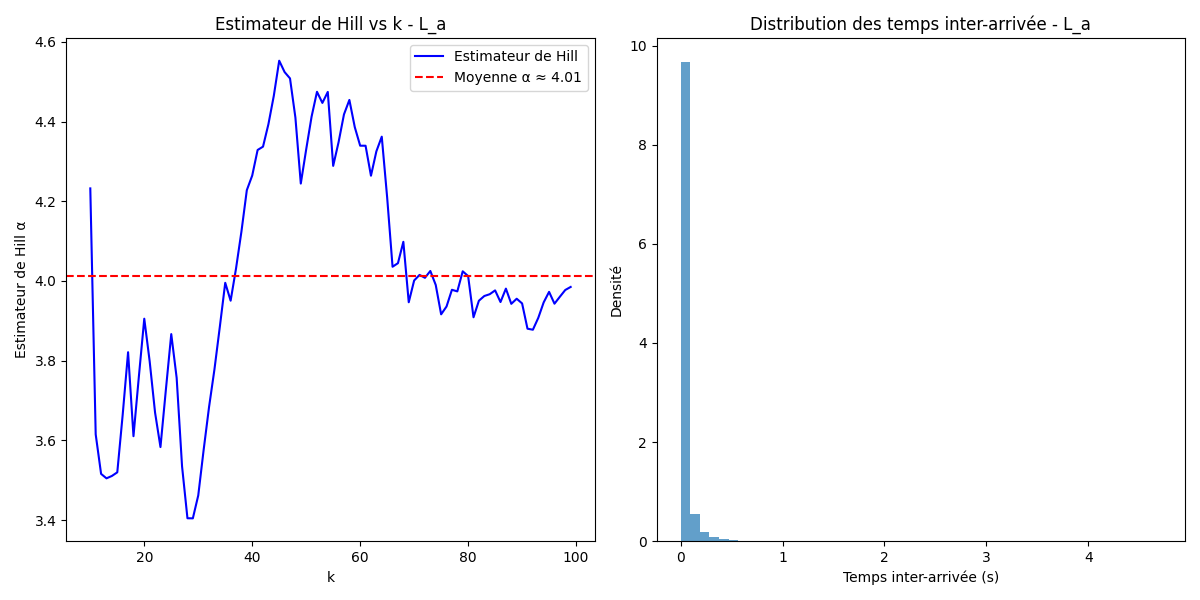 Estimateur de Hill vs k - L_a
Estimateur de Hill
Moyenne α ≈ 4.01
4.6
4.4
4.2
4.0
3.8
3.6
3.4
Estimateur de Hill α
20
40
60
80
100
k
Distribution des temps inter-arrivée - L_a
10
8
6
4
2
0
Densité
0
1
2
3
4
Temps inter-arrivée (s)